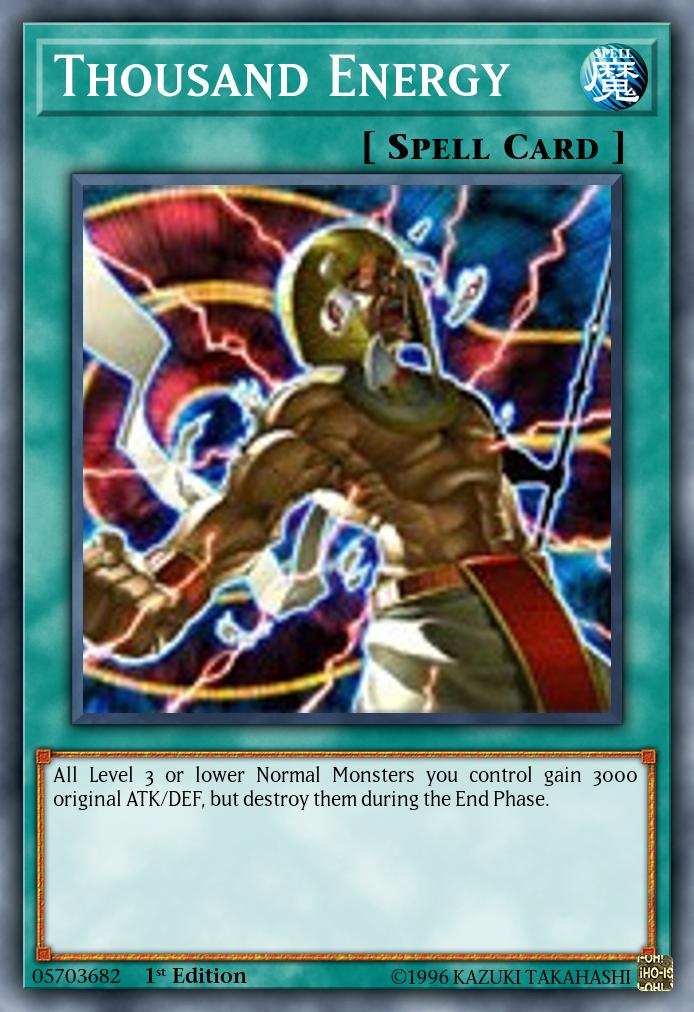 THOUSAND ENERGY
SPELL
魔
[ SPELL CARD ]
All Level 3 or lower Normal Monsters you control gain 3000
original ATK/DEF, but destroy them during the End Phase.
05703682 1st Edition ©1996 KAZUKI TAKAHASHI